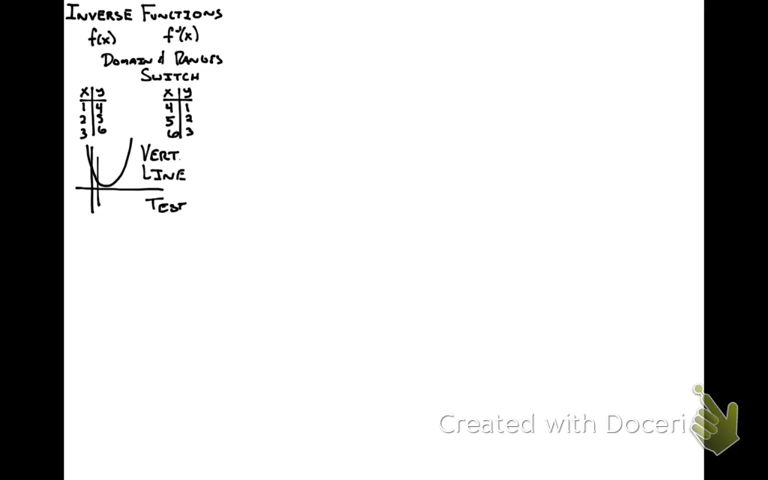 INVERSE FUNCTIONS
f(x) f⁻¹(x)
DOMAIN & RANGES
SWITCH
x y x y
1 4 4 1
2 5 5 2
3 6 6 3
VERT.
LINE
TEST
Created with Doceri